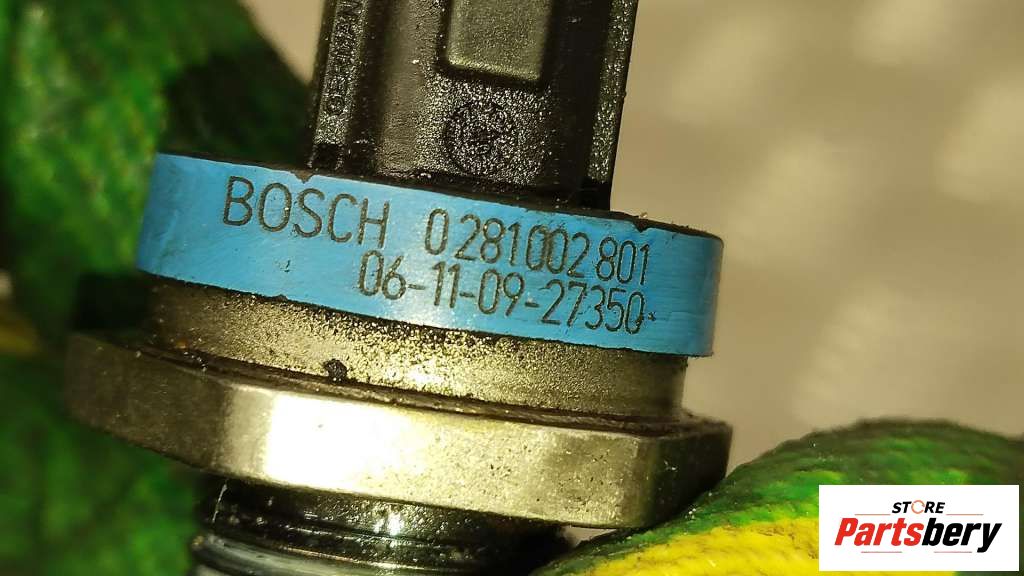 BOSCH 0 281 002 801
06-11-09-27350
STORE
Partsbery